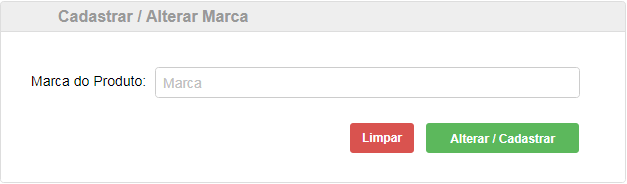 Cadastrar / Alterar Marca
Marca do Produto: Marca
Limpar Alterar / Cadastrar